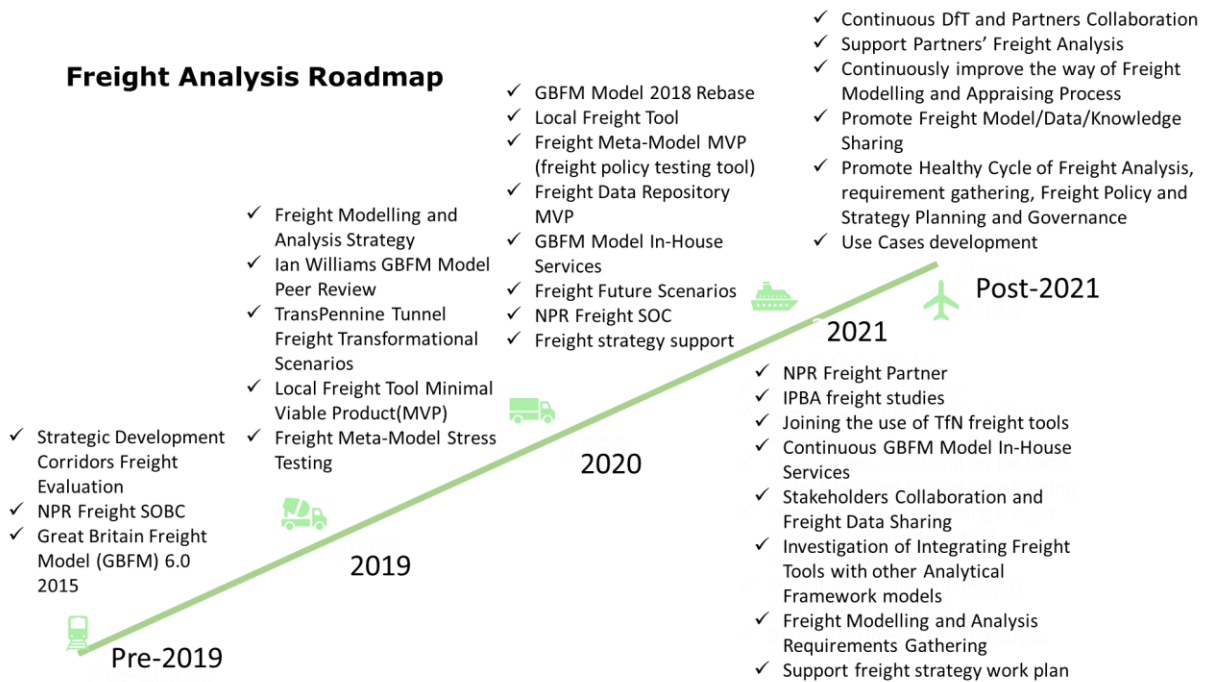 Freight Analysis Roadmap
✓ Strategic Development
Corridors Freight
Evaluation
✓ NPR Freight SOBC
✓ Great Britain Freight
Model (GBFM) 6.0
2015
Pre-2019
✓ Freight Modelling and
Analysis Strategy
✓ Ian Williams GBFM Model
Peer Review
✓ TransPennine Tunnel
Freight Transformational
Scenarios
✓ Local Freight Tool Minimal
Viable Product(MVP)
✓ Freight Meta-Model Stress
Testing
2019
✓ GBFM Model 2018 Rebase
✓ Local Freight Tool
✓ Freight Meta-Model MVP
(freight policy testing tool)
✓ Freight Data Repository
MVP
✓ GBFM Model In-House
Services
✓ Freight Future Scenarios
✓ NPR Freight SOC
✓ Freight strategy support
2020
2021
✓ NPR Freight Partner
✓ IPBA freight studies
✓ Joining the use of TfN freight tools
✓ Continuous GBFM Model In-House
Services
✓ Stakeholders Collaboration and
Freight Data Sharing
✓ Investigation of Integrating Freight
Tools with other Analytical
Framework models
✓ Freight Modelling and Analysis
Requirements Gathering
✓ Support freight strategy work plan
✓ Continuous DfT and Partners Collaboration
✓ Support Partners’ Freight Analysis
✓ Continuously improve the way of Freight
Modelling and Appraising Process
✓ Promote Freight Model/Data/Knowledge
Sharing
✓ Promote Healthy Cycle of Freight Analysis,
requirement gathering, Freight Policy and
Strategy Planning and Governance
✓ Use Cases development
Post-2021